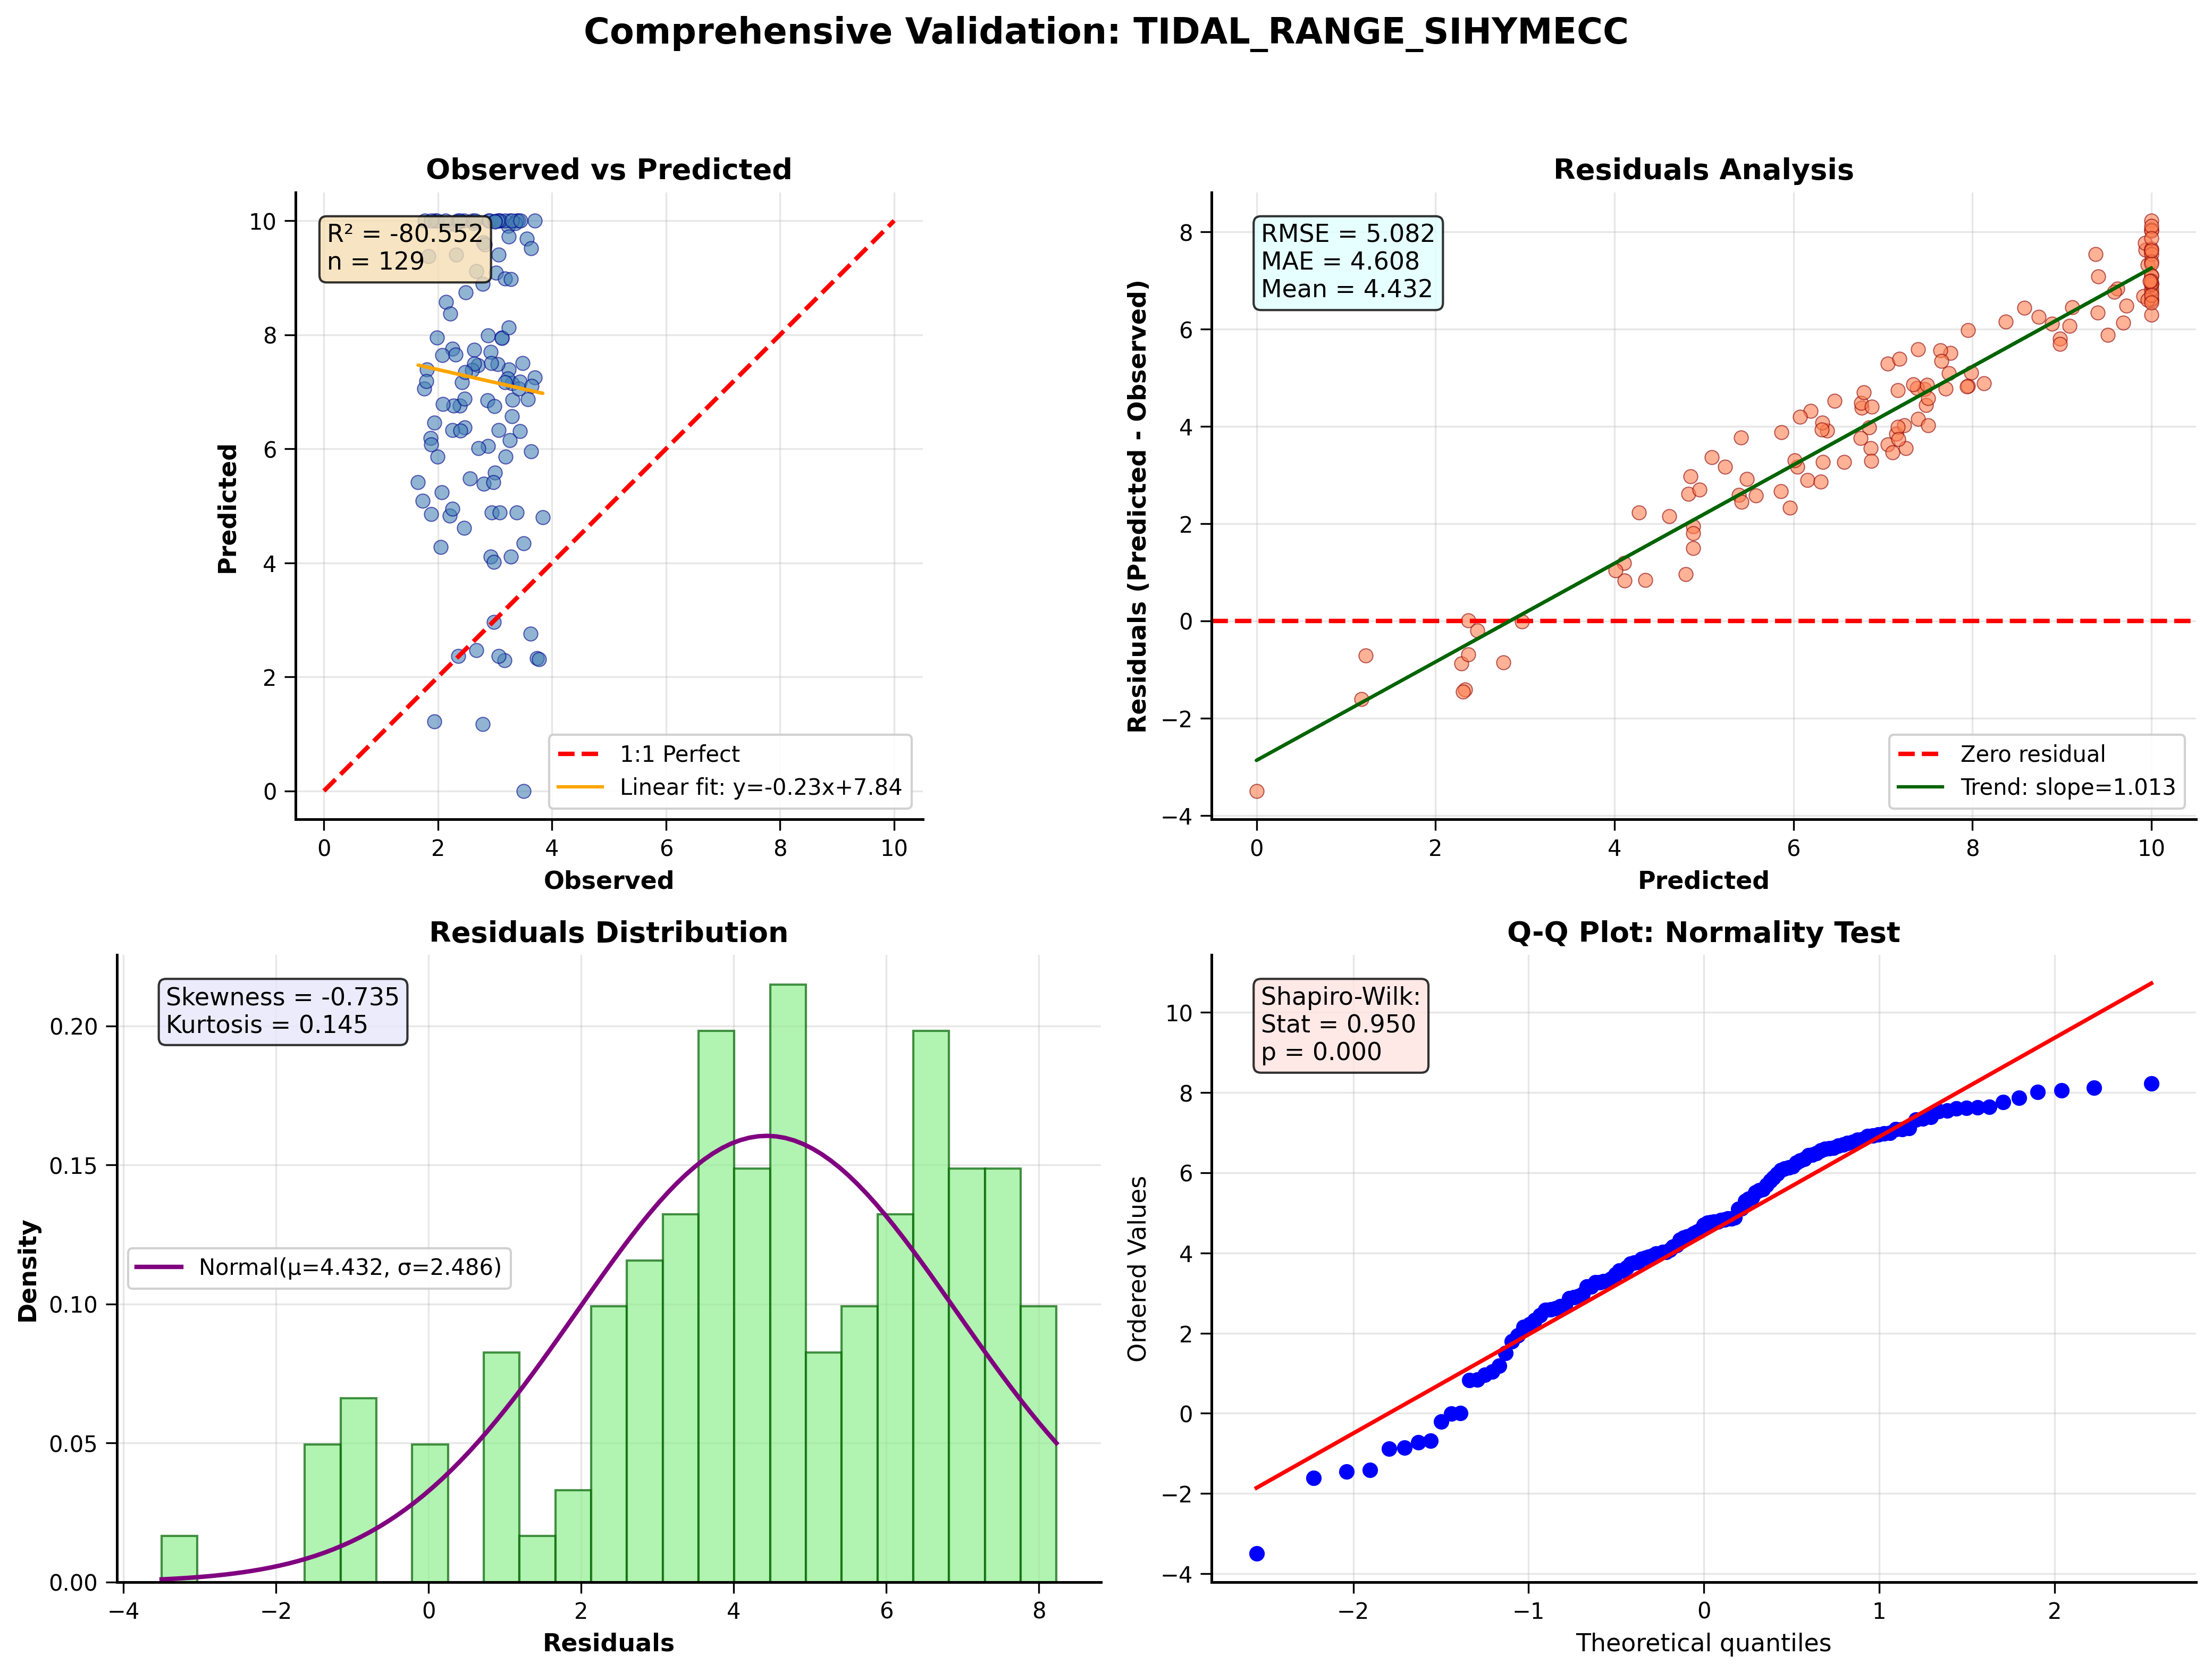 Comprehensive Validation: TIDAL_RANGE_SIHYMECC
Observed vs Predicted
R² = -80.552
n = 129
10
8
6
4
2
0
Predicted
0 2 4 6 8 10
Observed
1:1 Perfect
Linear fit: y=-0.23x+7.84
Residuals Analysis
RMSE = 5.082
MAE = 4.608
Mean = 4.432
8
6
4
2
0
−2
−4
Residuals (Predicted - Observed)
0 2 4 6 8 10
Predicted
Zero residual
Trend: slope=1.013
Residuals Distribution
Skewness = -0.735
Kurtosis = 0.145
Normal(μ=4.432, σ=2.486)
0.20
0.15
0.10
0.05
0.00
Density
−4 −2 0 2 4 6 8
Residuals
Q-Q Plot: Normality Test
Shapiro-Wilk:
Stat = 0.950
p = 0.000
10
8
6
4
2
0
−2
−4
Ordered Values
−2 −1 0 1 2
Theoretical quantiles